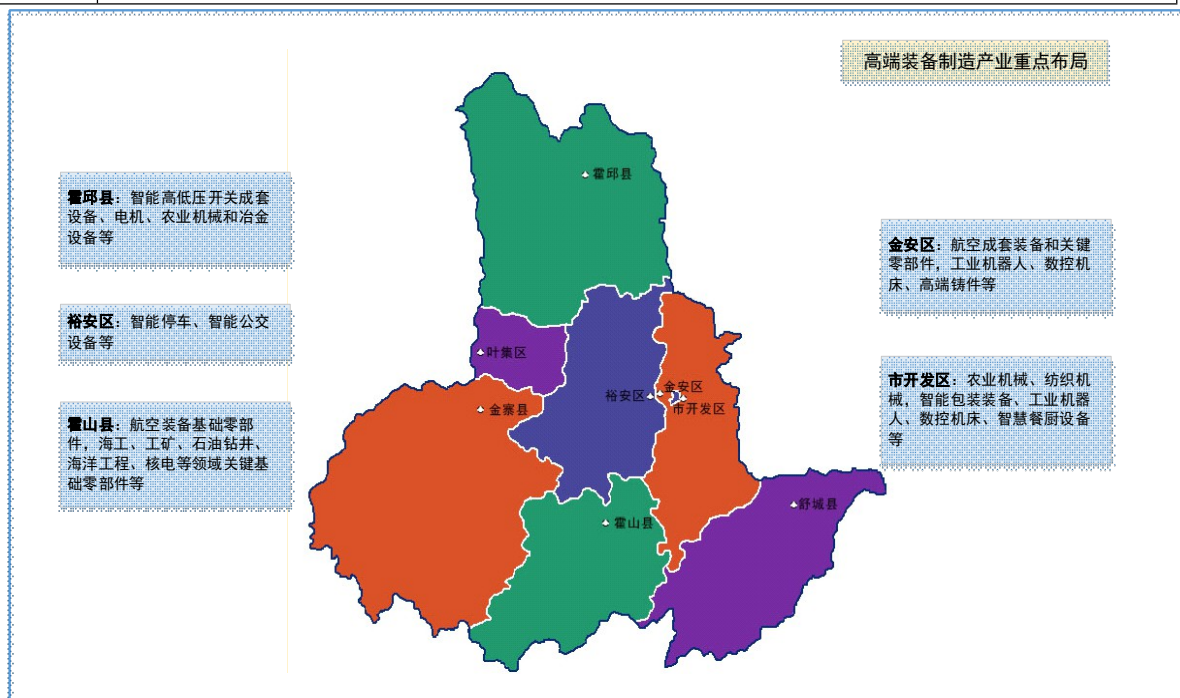 高端装备制造产业重点布局
霍邱县：智能高低压开关成套
设备、电机、农业机械和冶金
设备等
裕安区：智能停车、智能公交
设备等
霍山县：航空装备基础零部
件，海工、工矿、石油钻井、
海洋工程、核电等领域关键基
础零部件等
霍邱县
叶集区
金寨县
裕安区
金安区
市开发区
霍山县
舒城县
金安区：航空成套装备和关键
零部件，工业机器人、数控机
床、高端铸件等
市开发区：农业机械、纺织机
械，智能包装装备、工业机器
人、数控机床、智慧餐厨设备
等